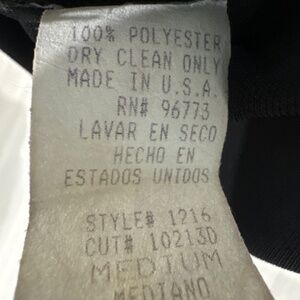 100% POLYESTER
DRY CLEAN ONLY
MADE IN U.S.A.
RN# 96773
LAVAR EN SECO
HECHO EN
ESTADOS UNIDOS
STYLE# 1216
CUT# 10213D
MEDIUM
MEDIANO